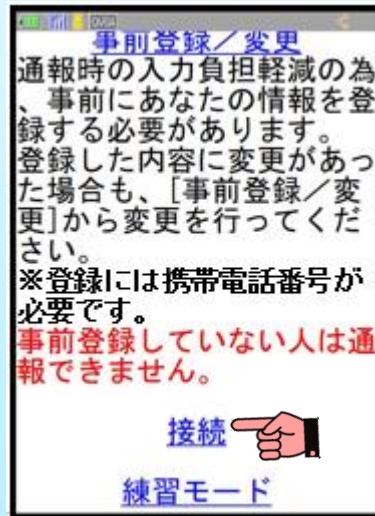 事前登録／変更
通報時の入力負担軽減の為
、事前にあなたの情報を登
録する必要があります。
登録した内容に変更があっ
た場合も、[事前登録／変
更]から変更を行ってくだ
さい。
※登録には携帯電話番号が
必要です。
事前登録していない人は通
報できません。
接続
練習モード